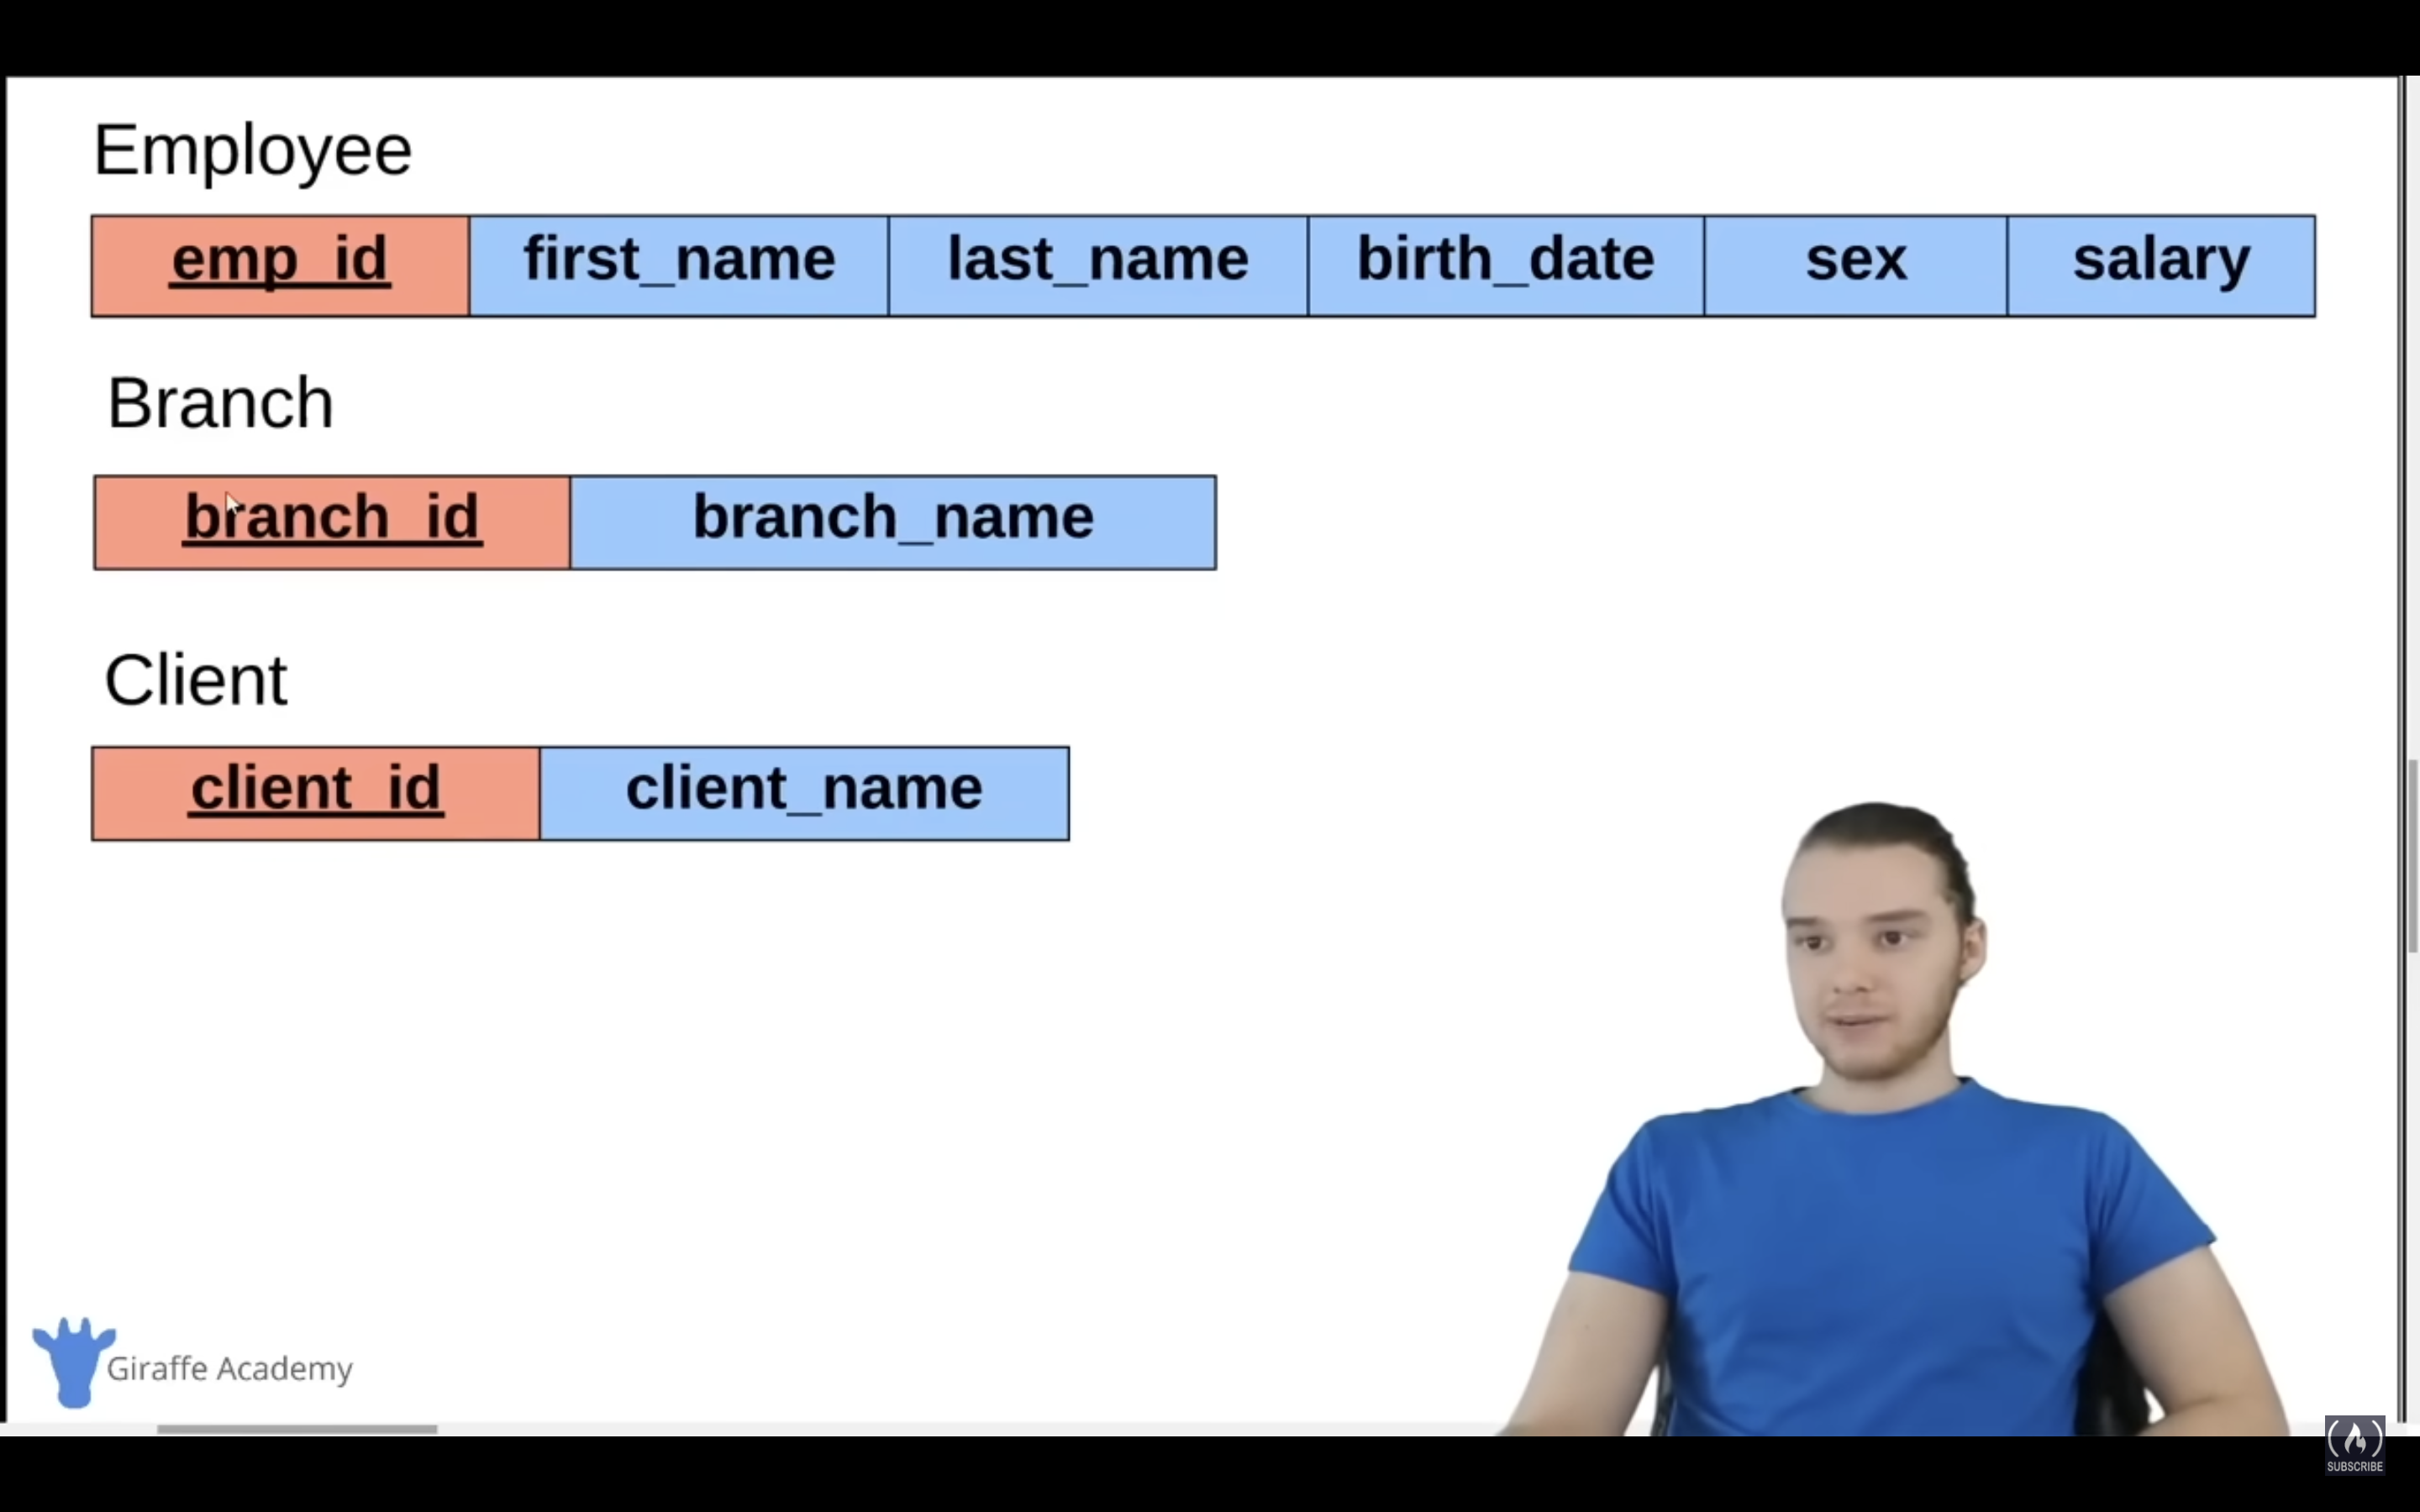 Employee
emp_id first_name last_name birth_date sex salary
Branch
branch_id branch_name
Client
client_id client_name
Giraffe Academy
SUBSCRIBE